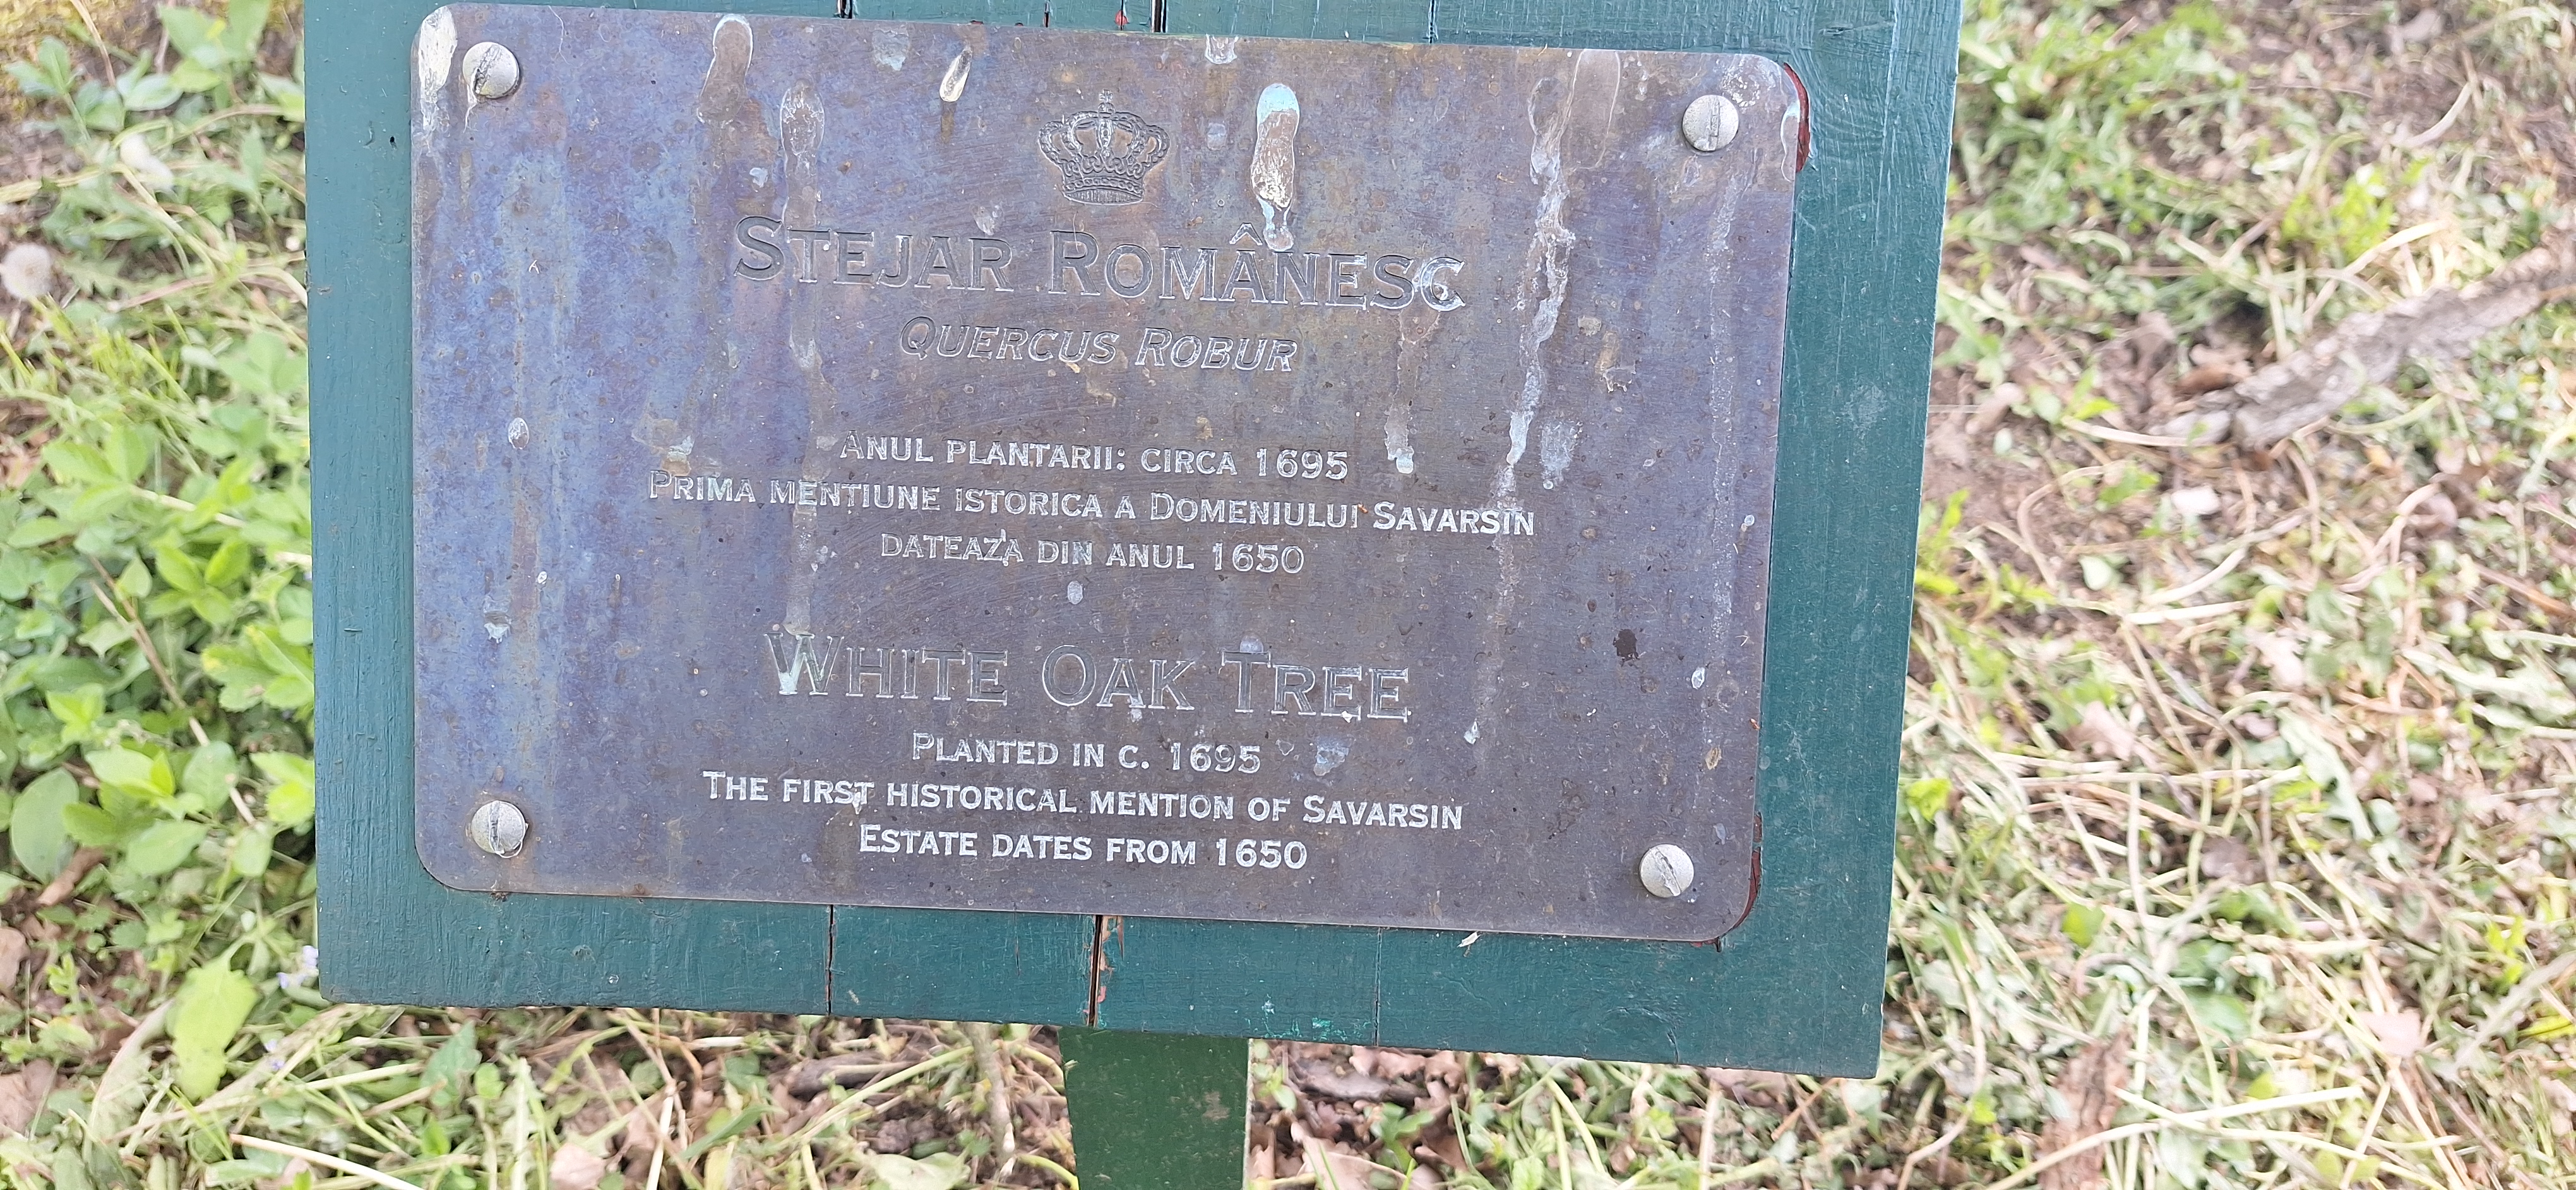 STEJAR ROMÂNESC
QUERCUS ROBUR
ANUL PLANTARII: CIRCA 1695
PRIMA MENTIUNE ISTORICA A DOMENIULUI SAVARSIN
DATEAZA DIN ANUL 1650
WHITE OAK TREE
PLANTED IN C. 1695
THE FIRST HISTORICAL MENTION OF SAVARSIN
ESTATE DATES FROM 1650